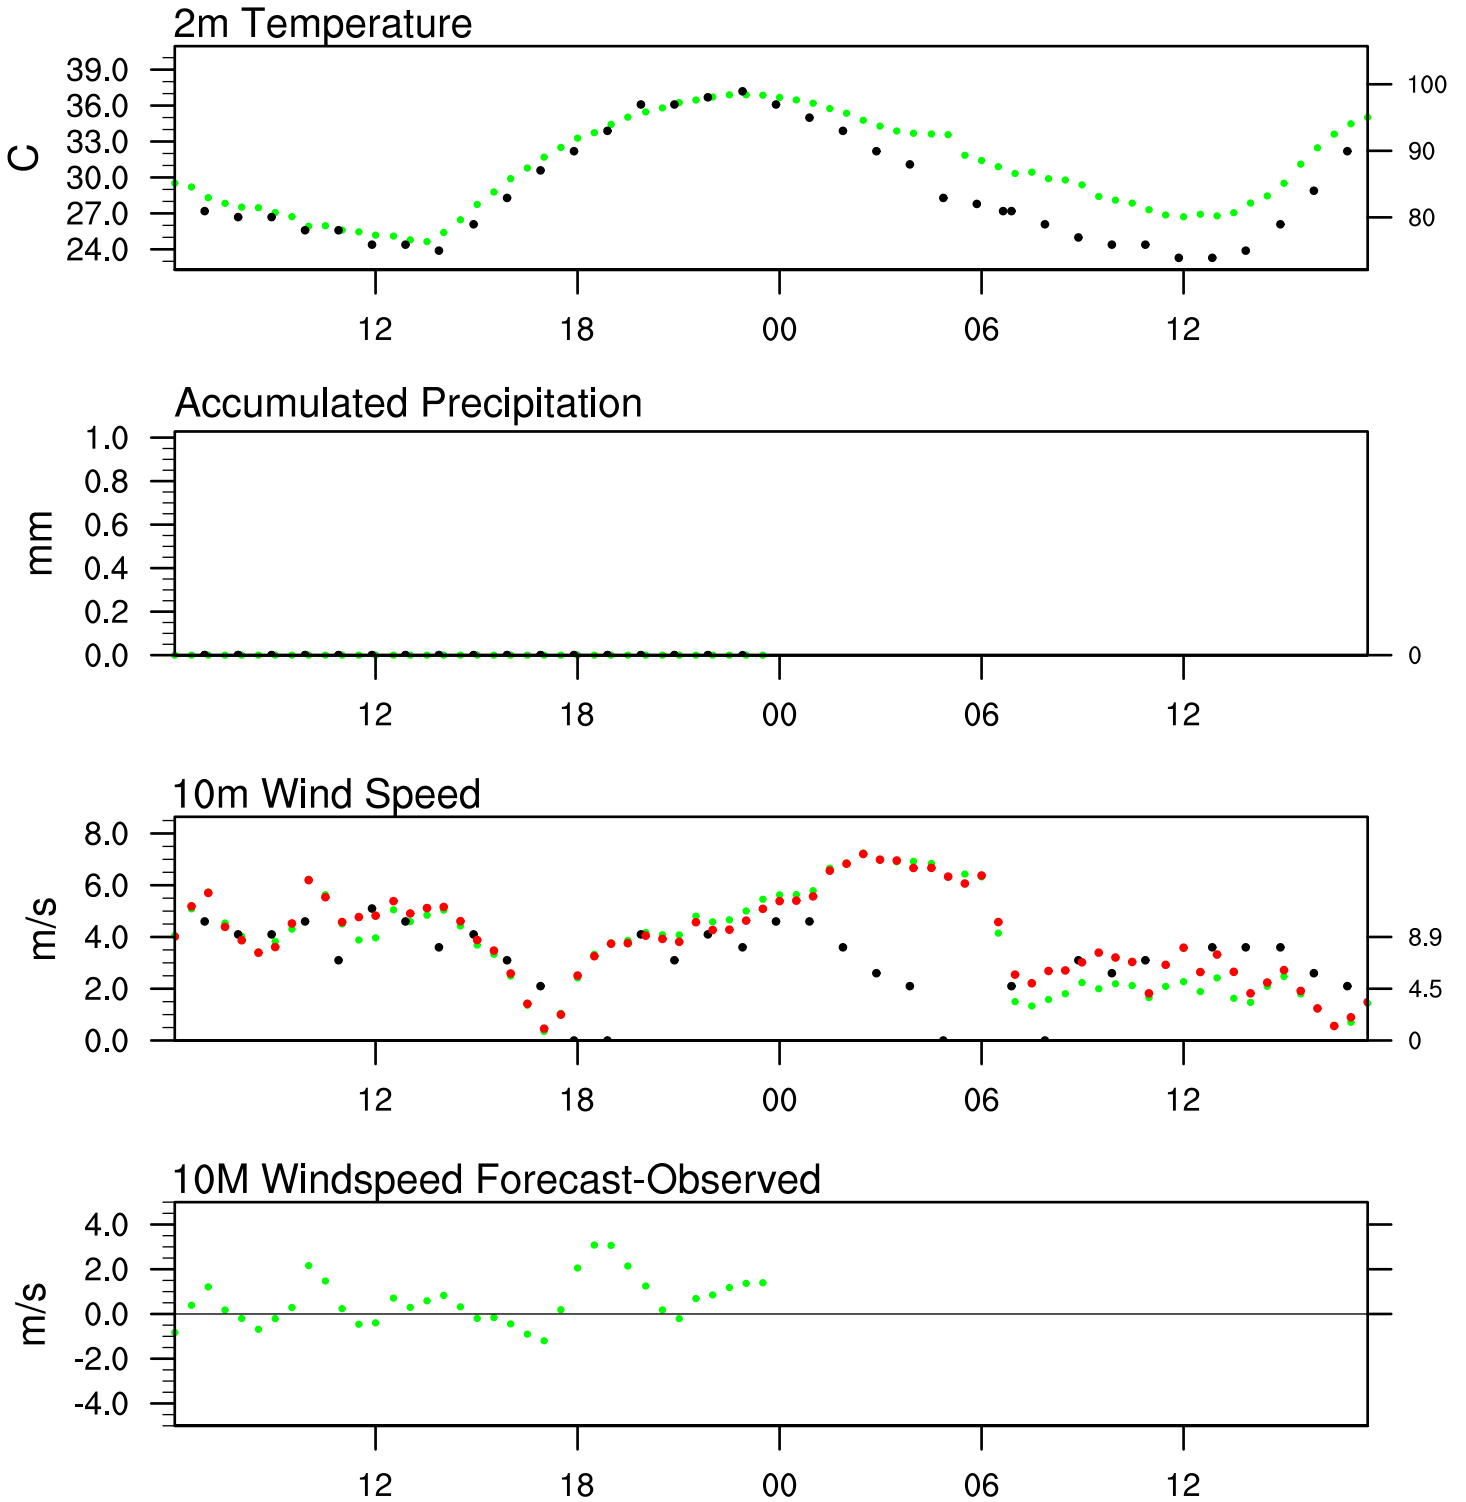 2m Temperature
39.0
36.0
33.0
30.0
27.0
24.0
C
100
90
80
12 18 00 06 12
Accumulated Precipitation
1.0
0.8
0.6
0.4
0.2
0.0
mm
0
12 18 00 06 12
10m Wind Speed
8.0
6.0
4.0
2.0
0.0
m/s
8.9
4.5
0
12 18 00 06 12
10M Windspeed Forecast-Observed
4.0
2.0
0.0
-2.0
-4.0
m/s
12 18 00 06 12